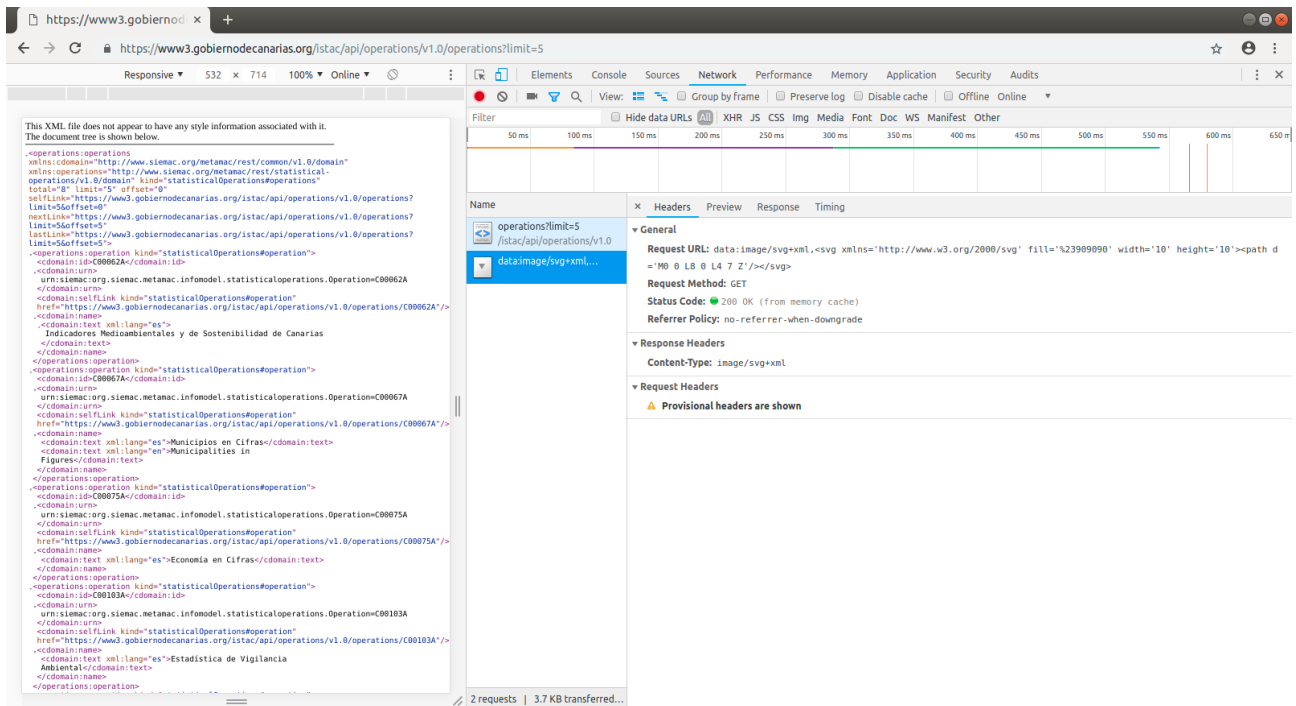 https://www3.gobiernod
https://www3.gobiernodecanarias.org/istac/api/operations/v1.0/operations?limit=5
Responsive ▼ 532 × 714 100% ▼ Online ▼
This XML file does not appear to have any style information associated with it.
The document tree is shown below.
<operations:operations
xmlns:cdomain="http://www.siemac.org/metamac/rest/common/v1.0/domain"
xmlns:operations="http://www.siemac.org/metamac/rest/statistical-
operations/v1.0/domain" kind="statisticalOperations#operations"
total="8" limit="5" offset="0"
selfLink="https://www3.gobiernodecanarias.org/istac/api/operations/v1.0/operations?
limit=5&offset=0"
nextLink="https://www3.gobiernodecanarias.org/istac/api/operations/v1.0/operations?
limit=5&offset=5"
lastLink="https://www3.gobiernodecanarias.org/istac/api/operations/v1.0/operations?
limit=5&offset=5">
<operations:operation kind="statisticalOperations#operation">
<cdomain:id>C00062A</cdomain:id>
<cdomain:urn>
urn:siemac:org.siemac.metamac.infomodel.statisticaloperations.Operation=C00062A
</cdomain:urn>
<cdomain:selfLink kind="statisticalOperations#operation"
href="https://www3.gobiernodecanarias.org/istac/api/operations/v1.0/operations/C00062A"/>
<cdomain:name>
<cdomain:text xml:lang="es">
Indicadores Medioambientales y de Sostenibilidad de Canarias
</cdomain:text>
</cdomain:name>
</operations:operation>
<operations:operation kind="statisticalOperations#operation">
<cdomain:id>C00067A</cdomain:id>
<cdomain:urn>
urn:siemac:org.siemac.metamac.infomodel.statisticaloperations.Operation=C00067A
</cdomain:urn>
<cdomain:selfLink kind="statisticalOperations#operation"
href="https://www3.gobiernodecanarias.org/istac/api/operations/v1.0/operations/C00067A"/>
<cdomain:name>
<cdomain:text xml:lang="es">Municipios en Cifras</cdomain:text>
<cdomain:text xml:lang="en">Municipalities in
Figures</cdomain:text>
</cdomain:name>
</operations:operation>
<operations:operation kind="statisticalOperations#operation">
<cdomain:id>C00075A</cdomain:id>
<cdomain:urn>
urn:siemac:org.siemac.metamac.infomodel.statisticaloperations.Operation=C00075A
</cdomain:urn>
<cdomain:selfLink kind="statisticalOperations#operation"
href="https://www3.gobiernodecanarias.org/istac/api/operations/v1.0/operations/C00075A"/>
<cdomain:name>
<cdomain:text xml:lang="es">Economía en Cifras</cdomain:text>
</cdomain:name>
</operations:operation>
<operations:operation kind="statisticalOperations#operation">
<cdomain:id>C00103A</cdomain:id>
<cdomain:urn>
urn:siemac:org.siemac.metamac.infomodel.statisticaloperations.Operation=C00103A
</cdomain:urn>
<cdomain:selfLink kind="statisticalOperations#operation"
href="https://www3.gobiernodecanarias.org/istac/api/operations/v1.0/operations/C00103A"/>
<cdomain:name>
<cdomain:text xml:lang="es">Estadística de Vigilancia
Ambiental</cdomain:text>
</cdomain:name>
</operations:operation>
Elements Console Sources Network Performance Memory Application Security Audits
View: Group by frame Preserve log Disable cache Offline Online ▼
Filter Hide data URLs All XHR JS CSS Img Media Font Doc WS Manifest Other
50 ms 100 ms 150 ms 200 ms 250 ms 300 ms 350 ms 400 ms 450 ms 500 ms 550 ms 600 ms 650 m
Name
operations?limit=5
/istac/api/operations/v1.0
data:image/svg+xml,...
2 requests | 3.7 KB transferred...
× Headers Preview Response Timing
▼ General
Request URL: data:image/svg+xml,<svg xmlns='http://www.w3.org/2000/svg' fill='%23909090' width='10' height='10'><path d
='M0 0 L8 0 L4 7 Z'/></svg>
Request Method: GET
Status Code: 200 OK (from memory cache)
Referrer Policy: no-referrer-when-downgrade
▼ Response Headers
Content-Type: image/svg+xml
▼ Request Headers
Provisional headers are shown